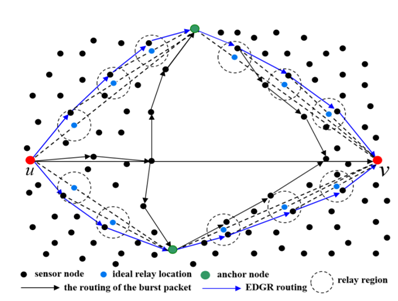 u
v
sensor node ideal relay location anchor node relay region
the routing of the burst packet EDGR routing